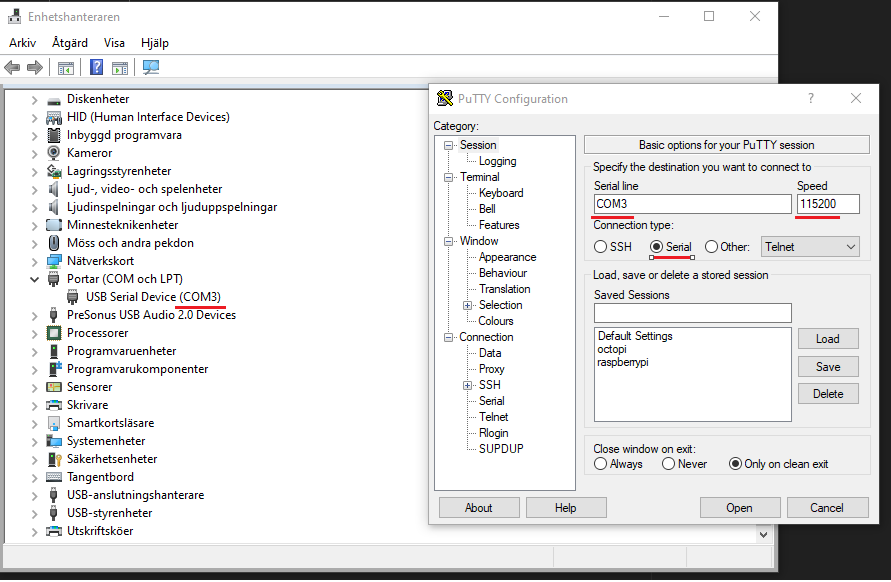 Enhetshanteraren
Arkiv Åtgärd Visa Hjälp
Diskenheter
HID (Human Interface Devices)
Inbyggd programvara
Kameror
Lagringsstyrenheter
Ljud-, video- och spelenheter
Ljudinspelningar och ljuduppspelningar
Minnesteknikenheter
Möss och andra pekdon
Nätverkskort
Portar (COM och LPT)
USB Serial Device (COM3)
PreSonus USB Audio 2.0 Devices
Processorer
Programvaruenheter
Programvarukomponenter
Sensorer
Skrivare
Smartkortsläsare
Systemenheter
Säkerhetsenheter
Tangentbord
USB-anslutningshanterare
USB-styrenheter
Utskriftsköer
PuTTY Configuration
Category:
Session
Logging
Terminal
Keyboard
Bell
Features
Window
Appearance
Behaviour
Translation
Selection
Colours
Connection
Data
Proxy
SSH
Serial
Telnet
Rlogin
SUPDUP
Basic options for your PuTTY session
Specify the destination you want to connect to
Serial line Speed
COM3 115200
Connection type:
SSH Serial Other: Telnet
Load, save or delete a stored session
Saved Sessions
Default Settings
octopi
raspberrypi
Load
Save
Delete
Close window on exit:
Always Never Only on clean exit
About Help Open Cancel